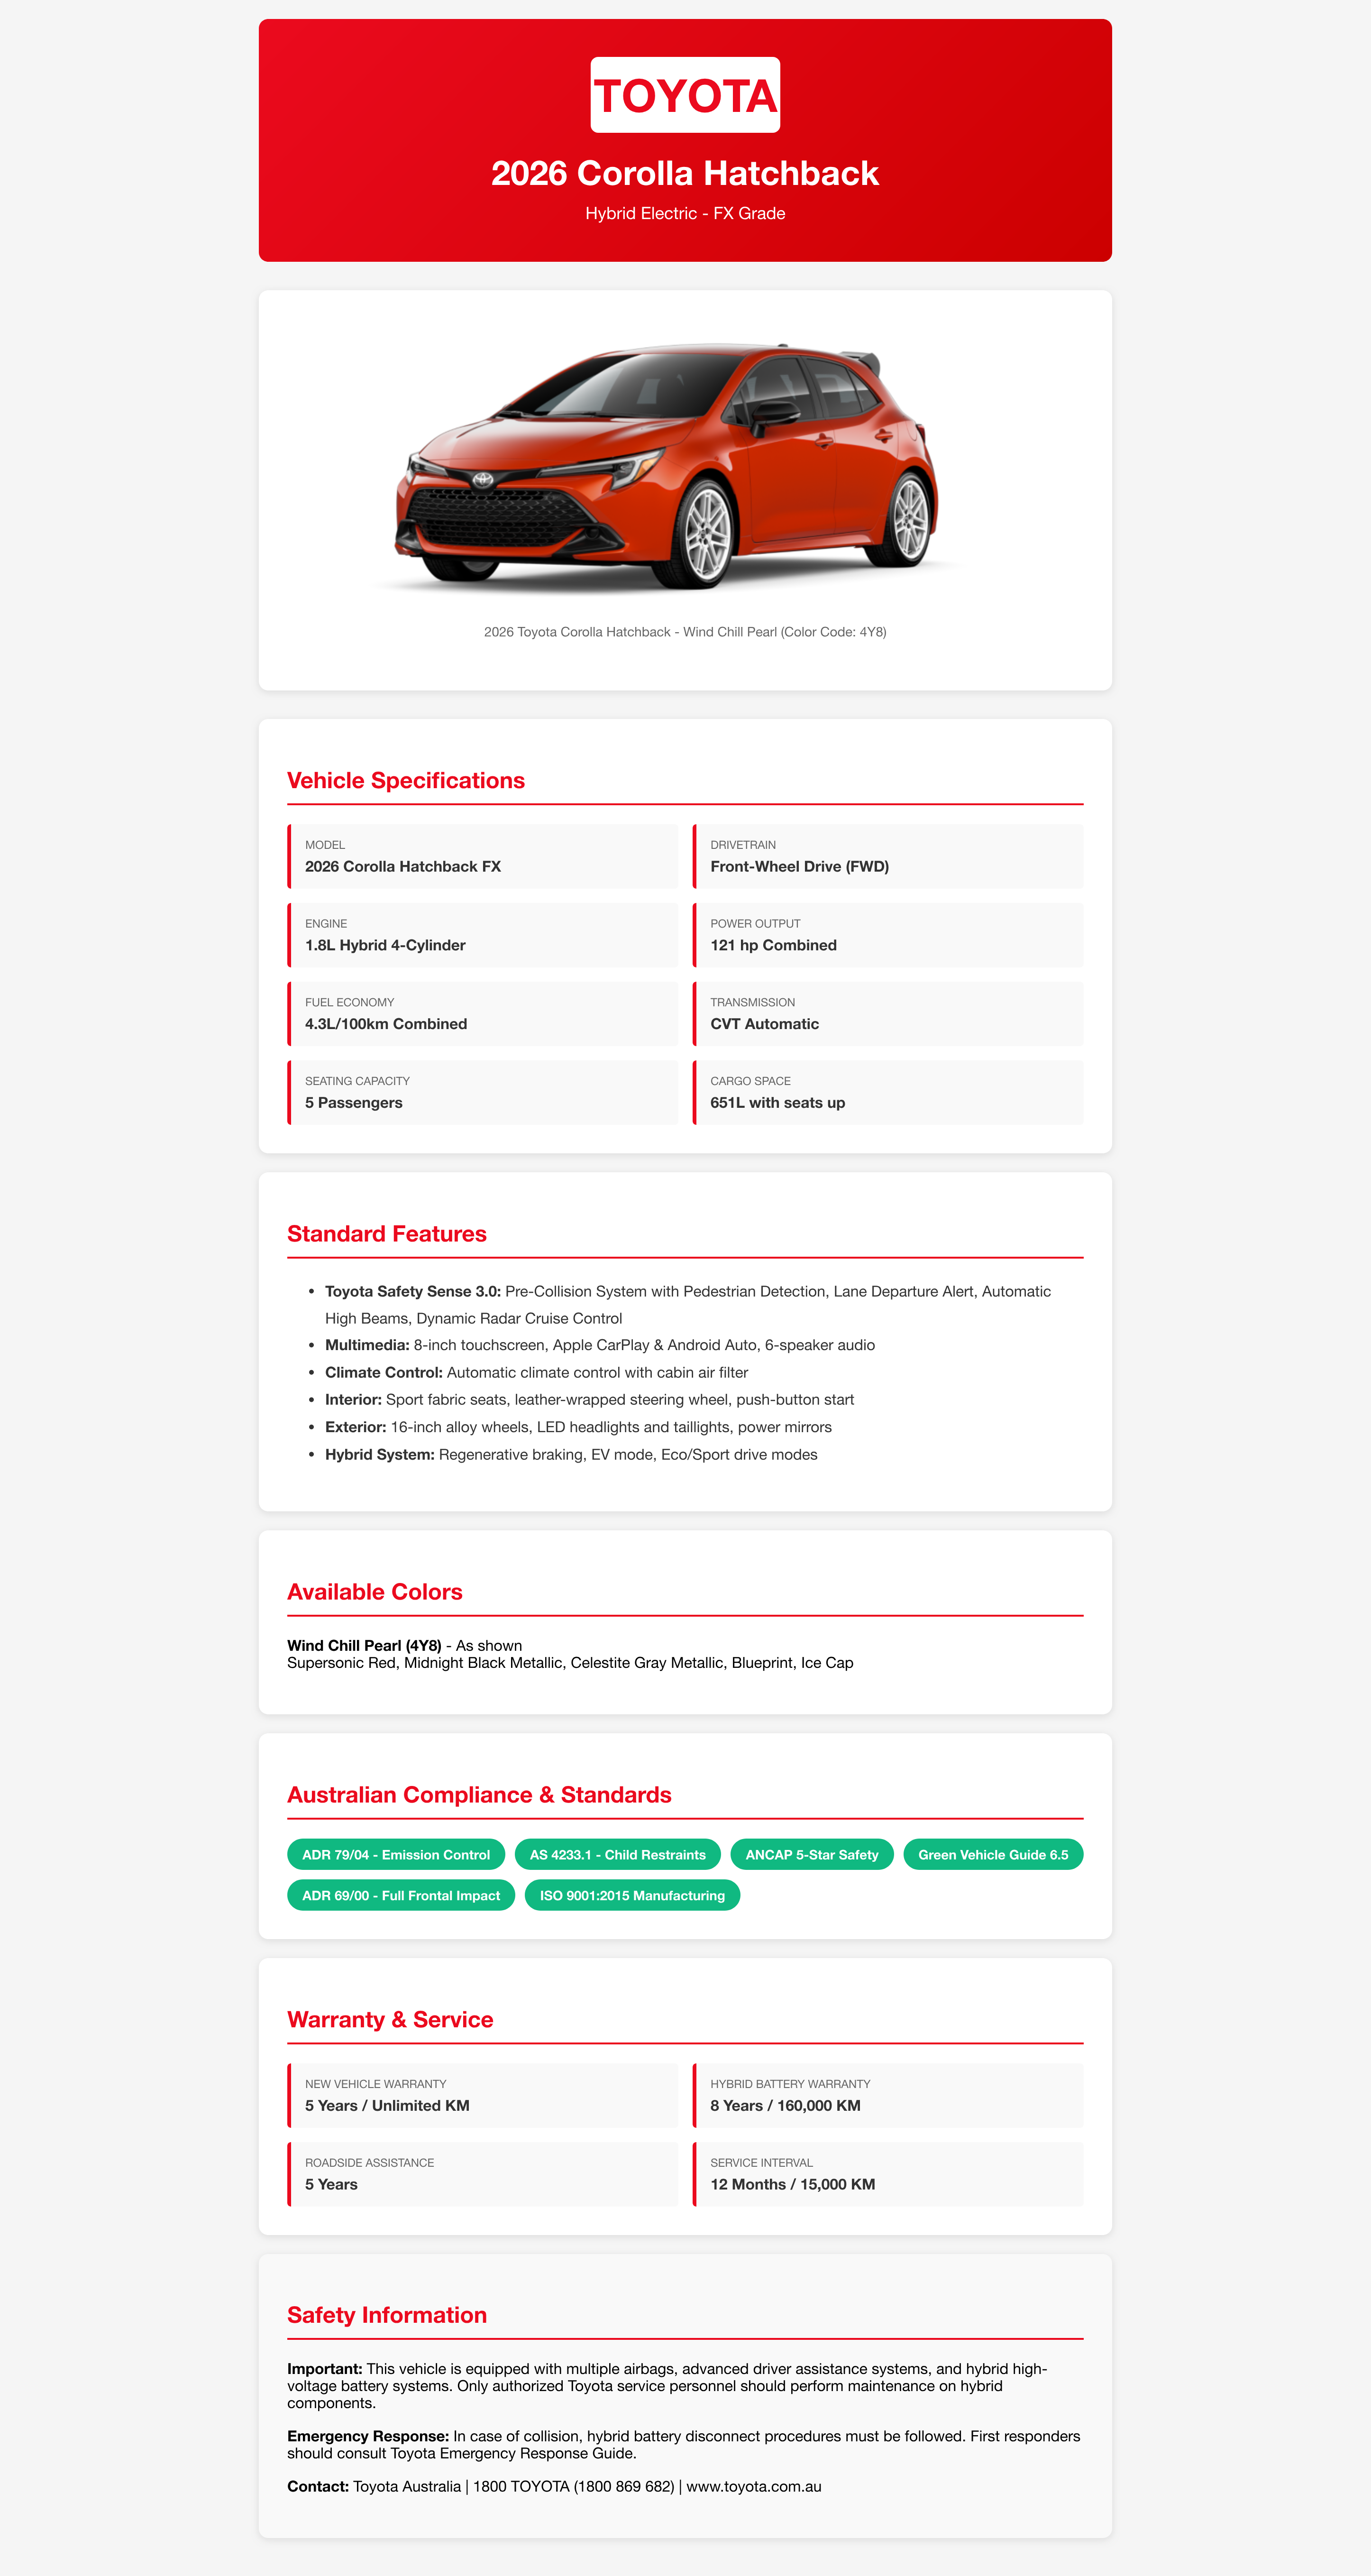 TOYOTA
2026 Corolla Hatchback
Hybrid Electric - FX Grade
2026 Toyota Corolla Hatchback - Wind Chill Pearl (Color Code: 4Y8)
Vehicle Specifications
MODEL
2026 Corolla Hatchback FX
DRIVETRAIN
Front-Wheel Drive (FWD)
ENGINE
1.8L Hybrid 4-Cylinder
POWER OUTPUT
121 hp Combined
FUEL ECONOMY
4.3L/100km Combined
TRANSMISSION
CVT Automatic
SEATING CAPACITY
5 Passengers
CARGO SPACE
651L with seats up
Standard Features
• Toyota Safety Sense 3.0: Pre-Collision System with Pedestrian Detection, Lane Departure Alert, Automatic
High Beams, Dynamic Radar Cruise Control
• Multimedia: 8-inch touchscreen, Apple CarPlay & Android Auto, 6-speaker audio
• Climate Control: Automatic climate control with cabin air filter
• Interior: Sport fabric seats, leather-wrapped steering wheel, push-button start
• Exterior: 16-inch alloy wheels, LED headlights and taillights, power mirrors
• Hybrid System: Regenerative braking, EV mode, Eco/Sport drive modes
Available Colors
Wind Chill Pearl (4Y8) - As shown
Supersonic Red, Midnight Black Metallic, Celestite Gray Metallic, Blueprint, Ice Cap
Australian Compliance & Standards
ADR 79/04 - Emission Control
AS 4233.1 - Child Restraints
ANCAP 5-Star Safety
Green Vehicle Guide 6.5
ADR 69/00 - Full Frontal Impact
ISO 9001:2015 Manufacturing
Warranty & Service
NEW VEHICLE WARRANTY
5 Years / Unlimited KM
HYBRID BATTERY WARRANTY
8 Years / 160,000 KM
ROADSIDE ASSISTANCE
5 Years
SERVICE INTERVAL
12 Months / 15,000 KM
Safety Information
Important: This vehicle is equipped with multiple airbags, advanced driver assistance systems, and hybrid high-
voltage battery systems. Only authorized Toyota service personnel should perform maintenance on hybrid
components.
Emergency Response: In case of collision, hybrid battery disconnect procedures must be followed. First responders
should consult Toyota Emergency Response Guide.
Contact: Toyota Australia | 1800 TOYOTA (1800 869 682) | www.toyota.com.au